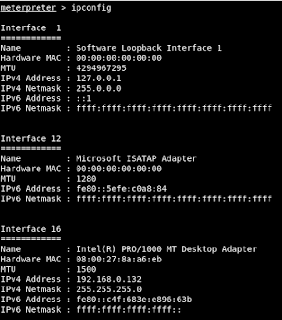 meterpreter > ipconfig
Interface  1
============
Name         : Software Loopback Interface 1
Hardware MAC : 00:00:00:00:00:00
MTU          : 4294967295
IPv4 Address : 127.0.0.1
IPv4 Netmask : 255.0.0.0
IPv6 Address : ::1
IPv6 Netmask : ffff:ffff:ffff:ffff:ffff:ffff:ffff:ffff
Interface 12
============
Name         : Microsoft ISATAP Adapter
Hardware MAC : 00:00:00:00:00:00
MTU          : 1280
IPv6 Address : fe80::5efe:c0a8:84
IPv6 Netmask : ffff:ffff:ffff:ffff:ffff:ffff:ffff:ffff
Interface 16
============
Name         : Intel(R) PRO/1000 MT Desktop Adapter
Hardware MAC : 08:00:27:8a:a6:eb
MTU          : 1500
IPv4 Address : 192.168.0.132
IPv4 Netmask : 255.255.255.0
IPv6 Address : fe80::c4f:683e:e896:63b
IPv6 Netmask : ffff:ffff:ffff:ffff::